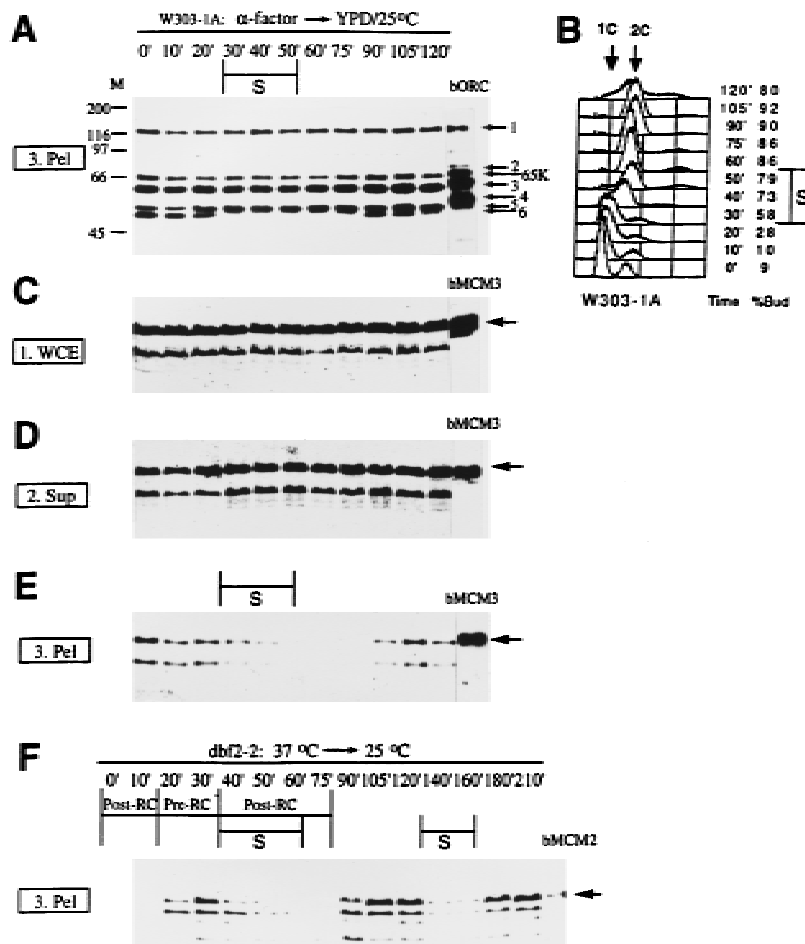 A
W303-1A: α-factor → YPD/25°C
0' 10' 20' 30' 40' 50' 60' 75' 90' 105' 120'
S
M
bORC
200
116
97
66
45
3. Pel
1
2
65K
3
4
5
6
B
1C 2C
120' 80
105' 92
90' 90
75' 86
60' 86
50' 79
40' 73
30' 58
20' 28
10' 10
0' 9
S
W303-1A Time %Bud
C
bMCM3
1. WCE
D
bMCM3
2. Sup
E
S
bMCM3
3. Pel
F
dbf2-2: 37 °C → 25 °C
0' 10' 20' 30' 40' 50' 60' 75' 90' 105' 120' 140' 160' 180' 210'
Post-RC Pre-RC Post-RC
S S
bMCM2
3. Pel